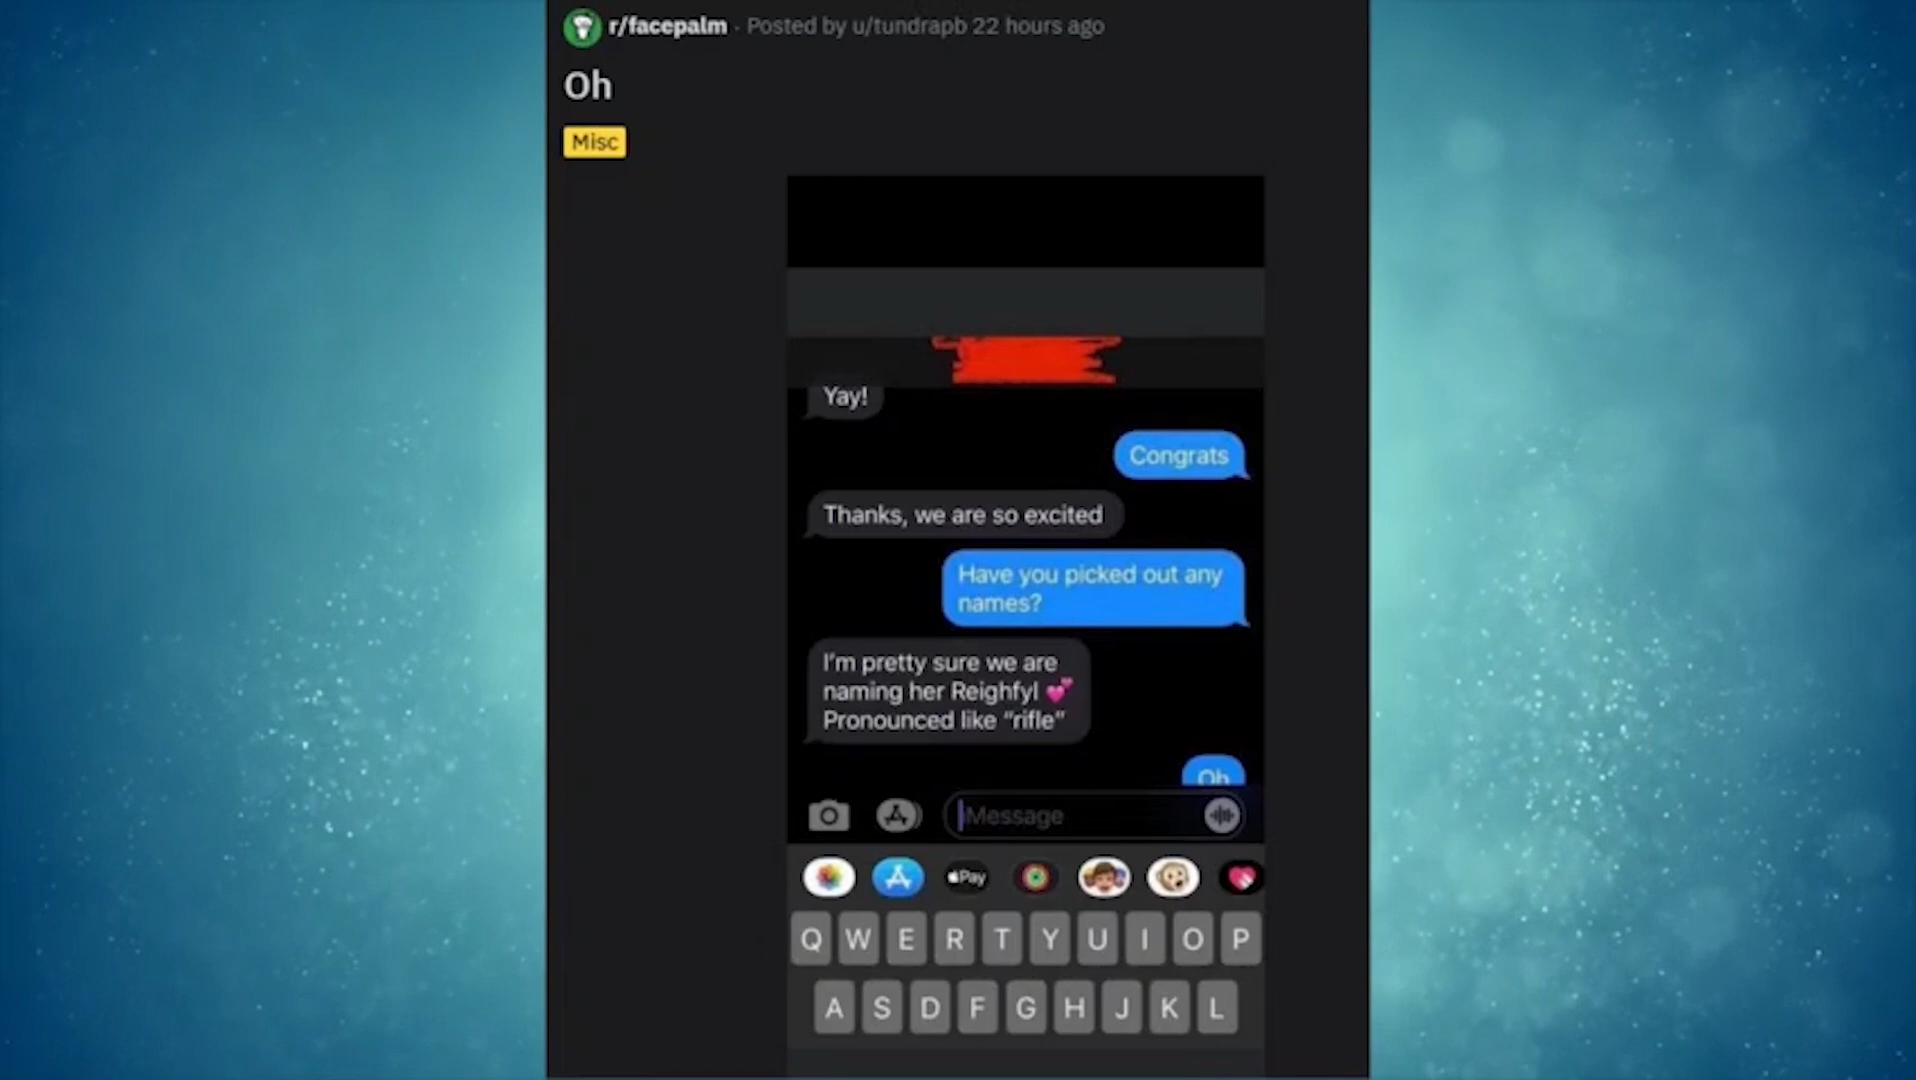 r/facepalm · Posted by u/tundrapb 22 hours ago
Oh
Misc
Yay!
Congrats
Thanks, we are so excited
Have you picked out any
names?
I'm pretty sure we are
naming her Reighfyl 💕
Pronounced like “rifle”
Oh
iMessage
Pay
Q W E R T Y U I O P
A S D F G H J K L